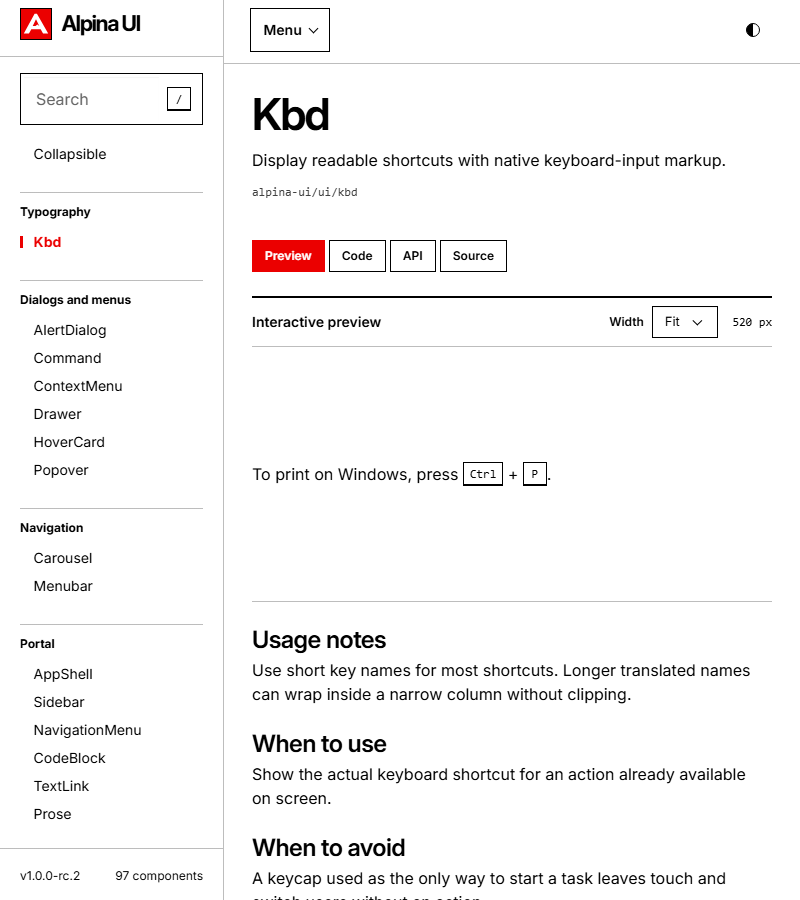 Alpina UI
Menu
Search /
Collapsible
Typography
Kbd
Dialogs and menus
AlertDialog
Command
ContextMenu
Drawer
HoverCard
Popover
Navigation
Carousel
Menubar
Portal
AppShell
Sidebar
NavigationMenu
CodeBlock
TextLink
Prose
v1.0.0-rc.2 97 components
Kbd
Display readable shortcuts with native keyboard-input markup.
alpina-ui/ui/kbd
Preview Code API Source
Interactive preview Width Fit 520 px
To print on Windows, press Ctrl + P.
Usage notes
Use short key names for most shortcuts. Longer translated names
can wrap inside a narrow column without clipping.
When to use
Show the actual keyboard shortcut for an action already available
on screen.
When to avoid
A keycap used as the only way to start a task leaves touch and